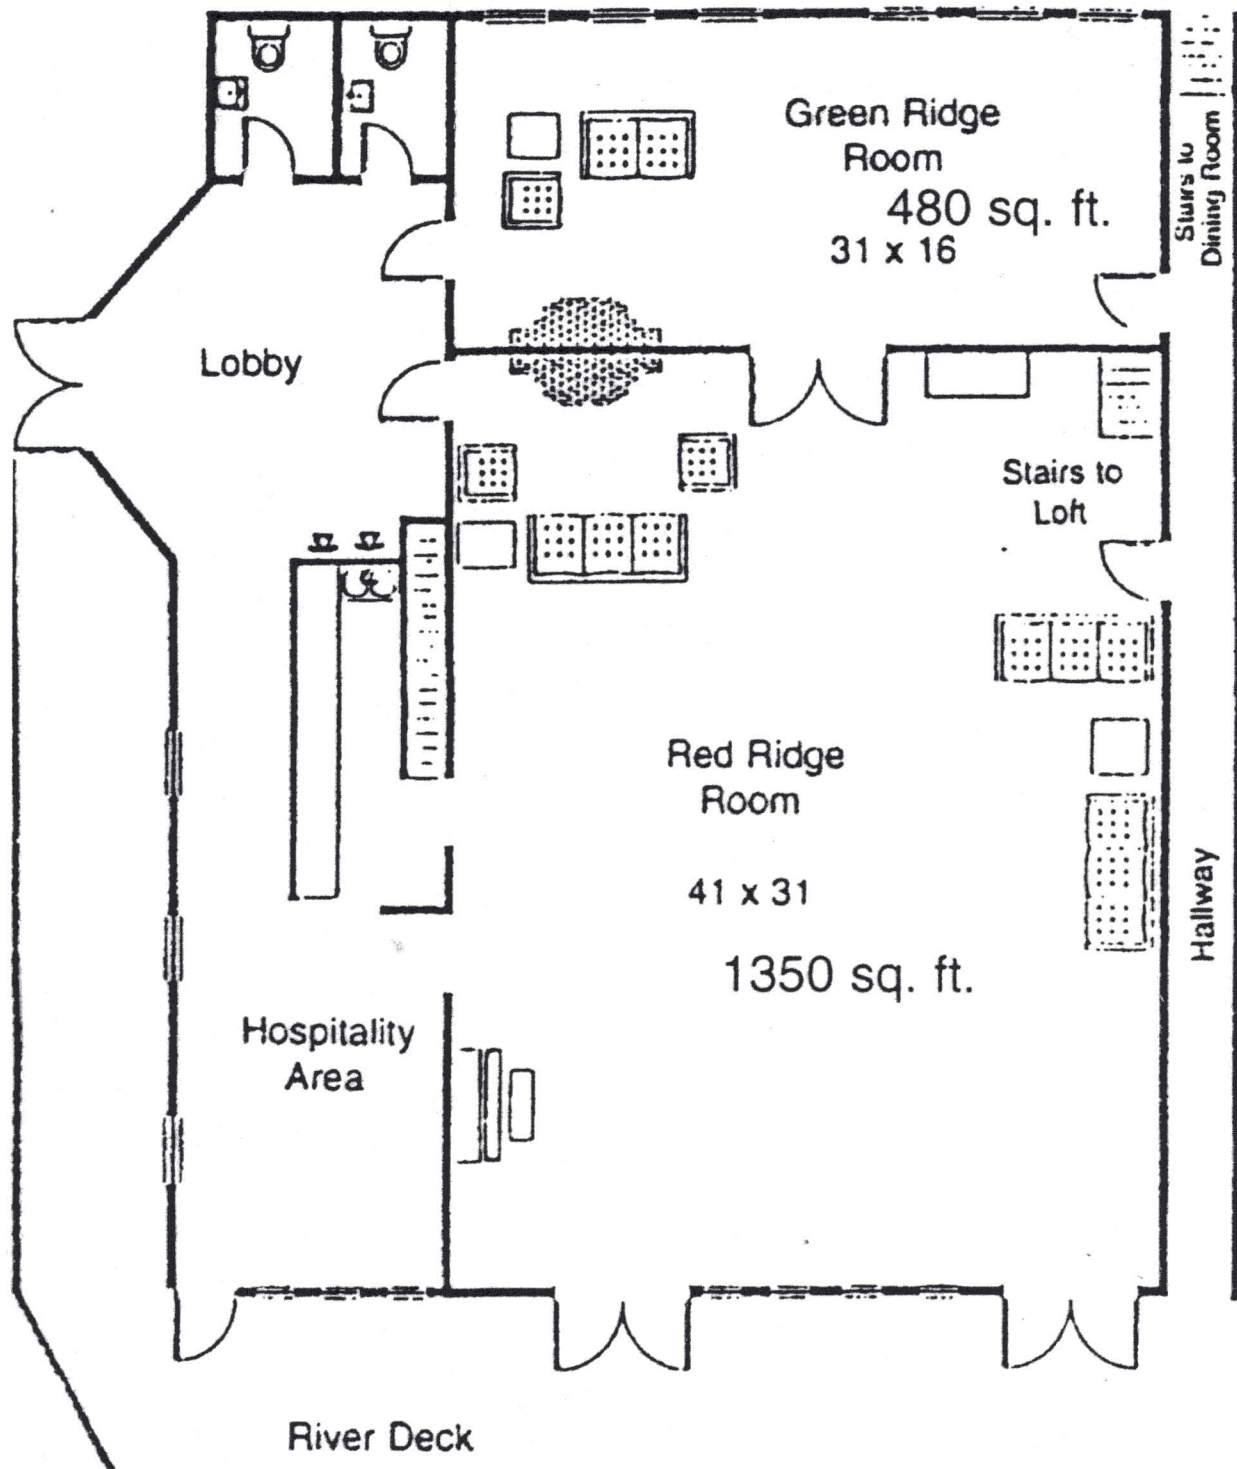 Green Ridge
Room
480 sq. ft.
31 x 16
Stairs to
Dining Room
Lobby
Stairs to
Loft
Red Ridge
Room
41 x 31
1350 sq. ft.
Hallway
Hospitality
Area
River Deck